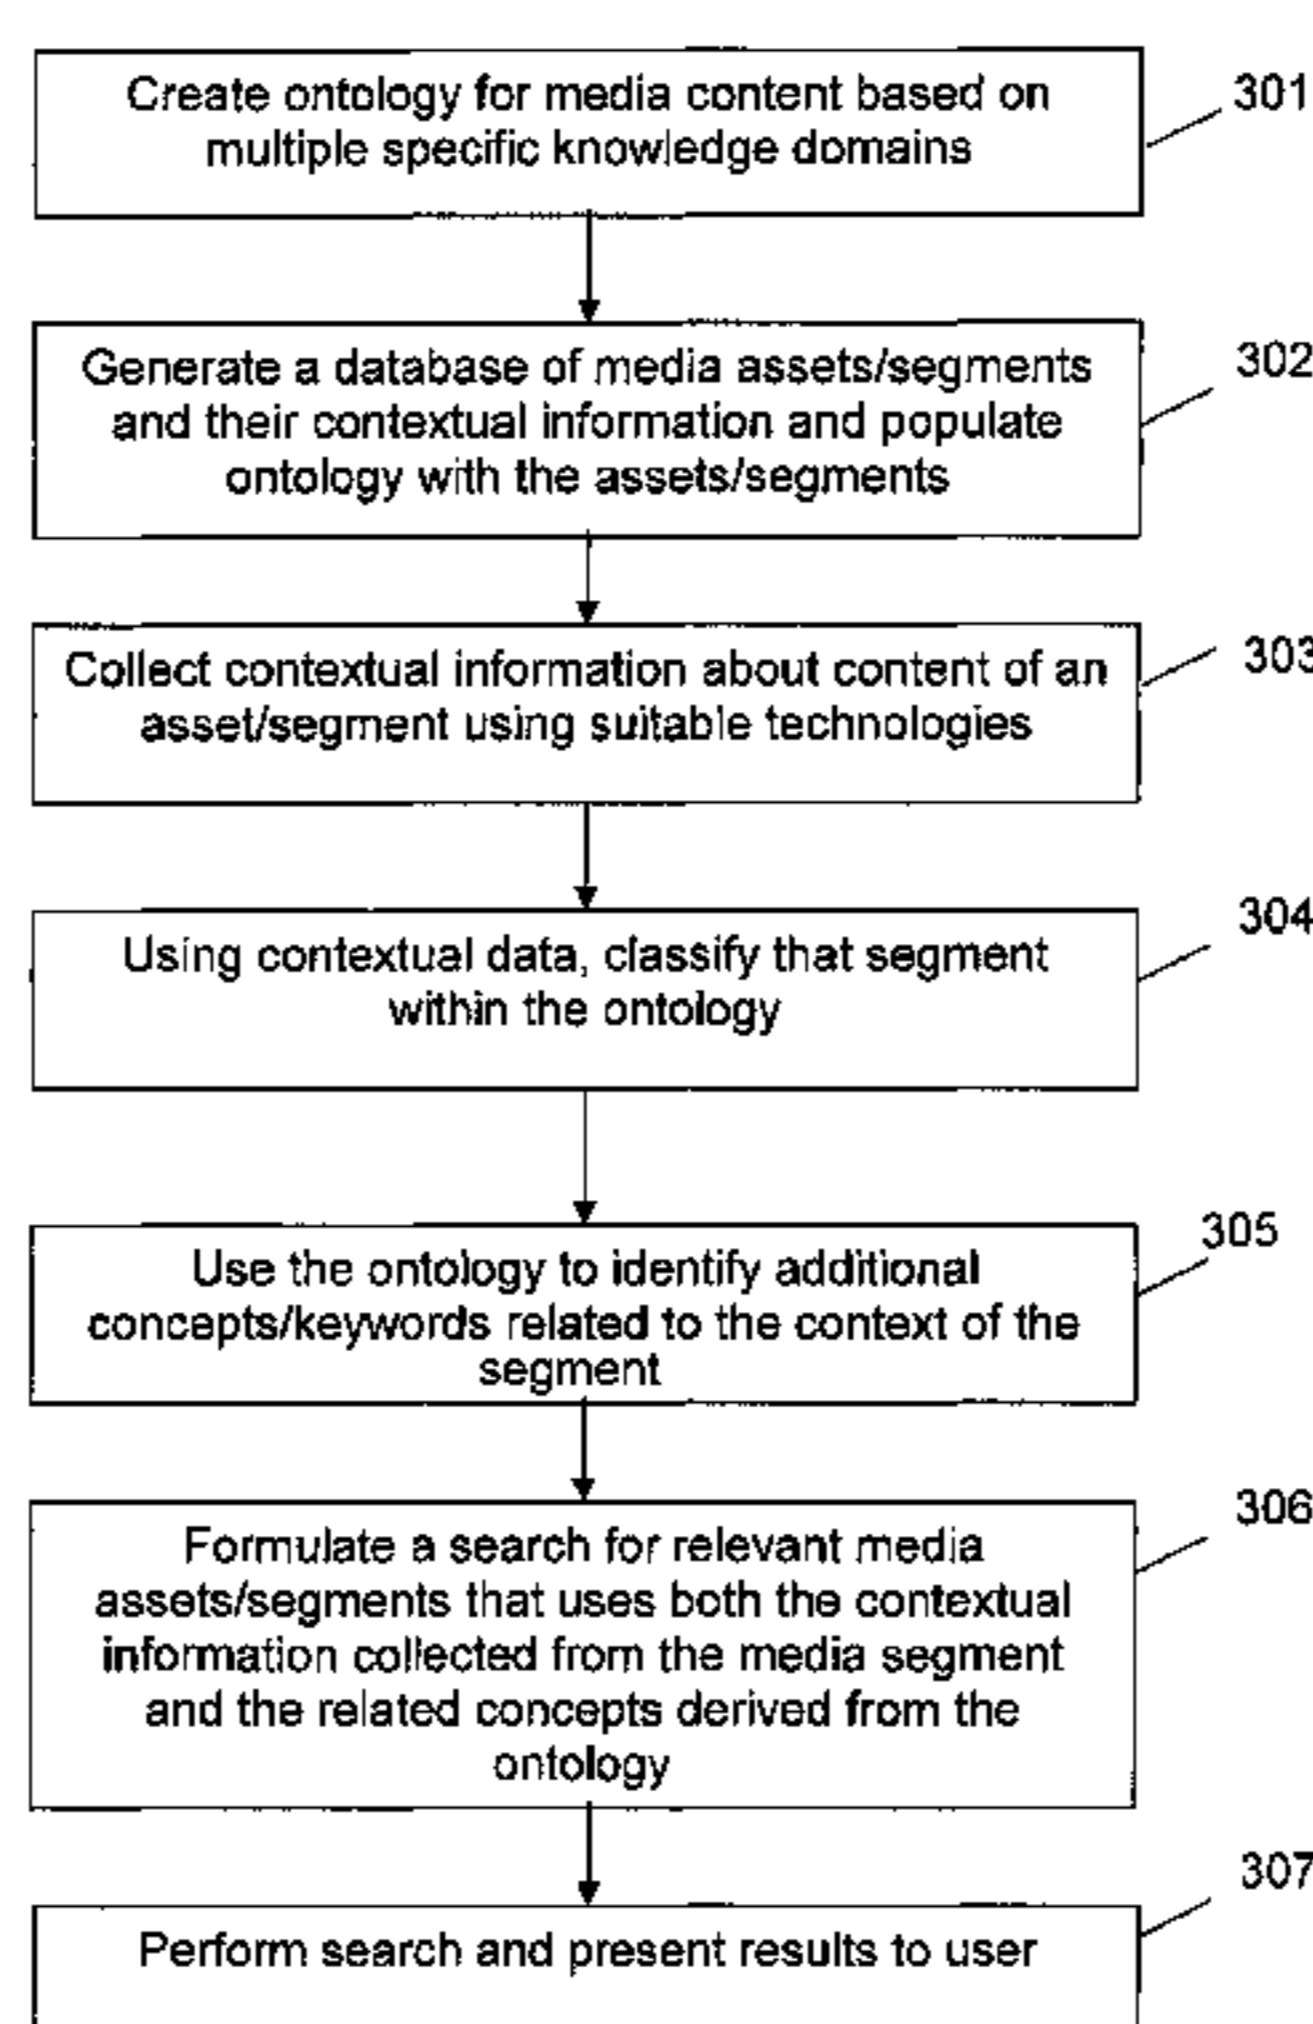 Create ontology for media content based on
multiple specific knowledge domains
301
Generate a database of media assets/segments
and their contextual information and populate
ontology with the assets/segments
302
Collect contextual information about content of an
asset/segment using suitable technologies
303
Using contextual data, classify that segment
within the ontology
304
Use the ontology to identify additional
concepts/keywords related to the context of the
segment
305
Formulate a search for relevant media
assets/segments that uses both the contextual
information collected from the media segment
and the related concepts derived from the
ontology
306
Perform search and present results to user
307